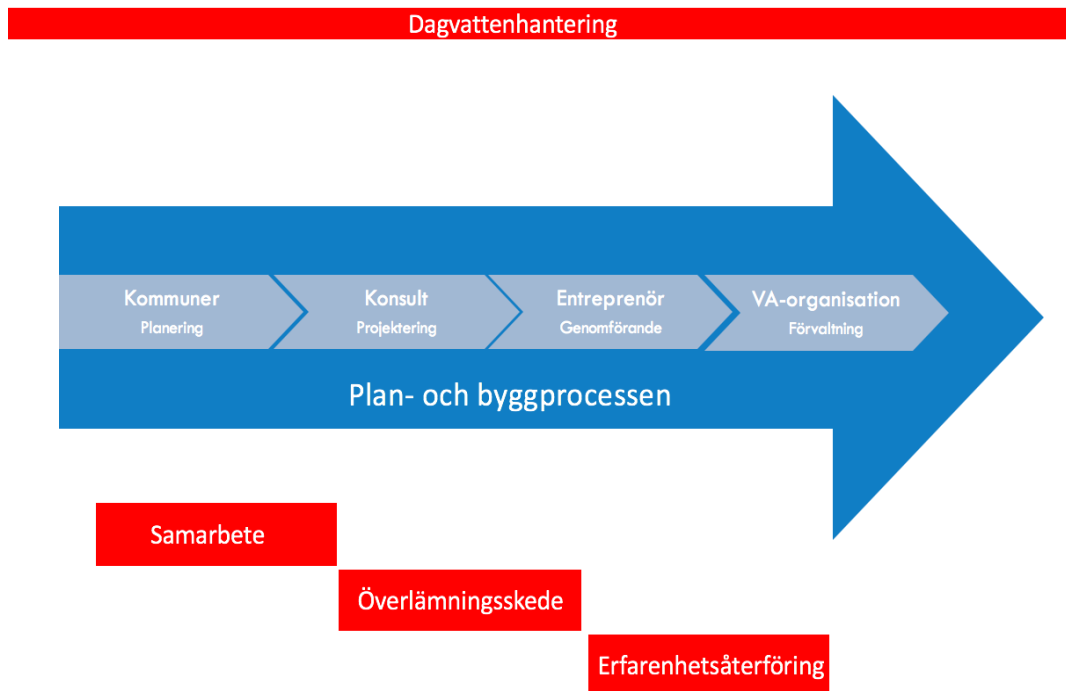 Dagvattenhantering
Kommuner
Planering
Konsult
Projektering
Entreprenör
Genomförande
VA-organisation
Förvaltning
Plan- och byggprocessen
Samarbete
Överlämningsskede
Erfarenhetsåterföring